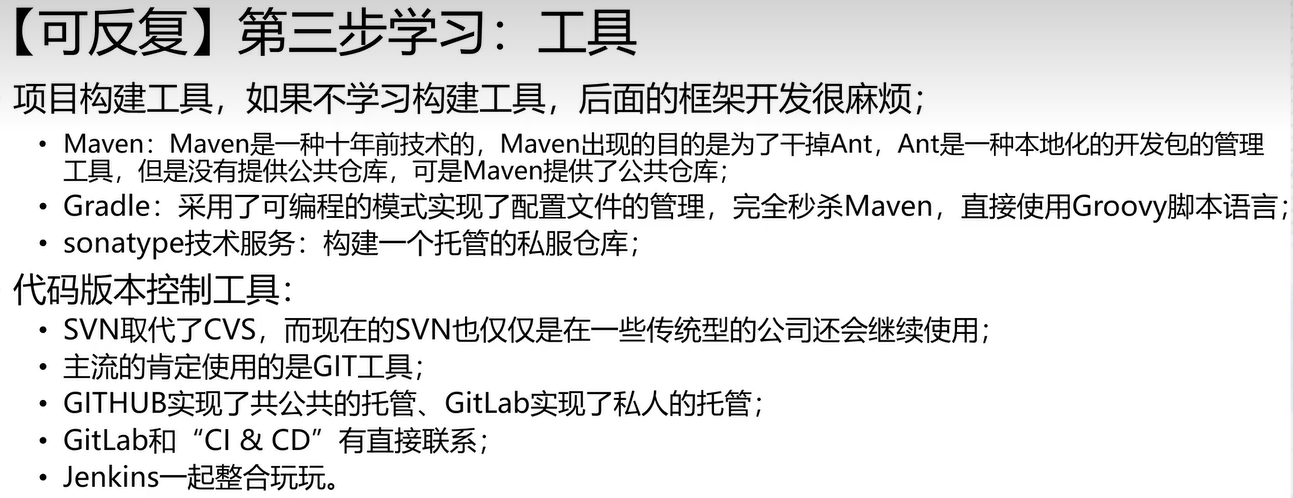 【可反复】第三步学习：工具
项目构建工具，如果不学习构建工具，后面的框架开发很麻烦；
• Maven：Maven是一种十年前技术的，Maven出现的目的是为了干掉Ant，Ant是一种本地化的开发包的管理
工具，但是没有提供公共仓库，可是Maven提供了公共仓库；
• Gradle：采用了可编程的模式实现了配置文件的管理，完全秒杀Maven，直接使用Groovy脚本语言；
• sonatype技术服务：构建一个托管的私服仓库；
代码版本控制工具：
• SVN取代了CVS，而现在的SVN也仅仅是在一些传统型的公司还会继续使用；
• 主流的肯定使用的是GIT工具；
• GITHUB实现了共公共的托管、GitLab实现了私人的托管；
• GitLab和“CI & CD”有直接联系；
• Jenkins一起整合玩玩。